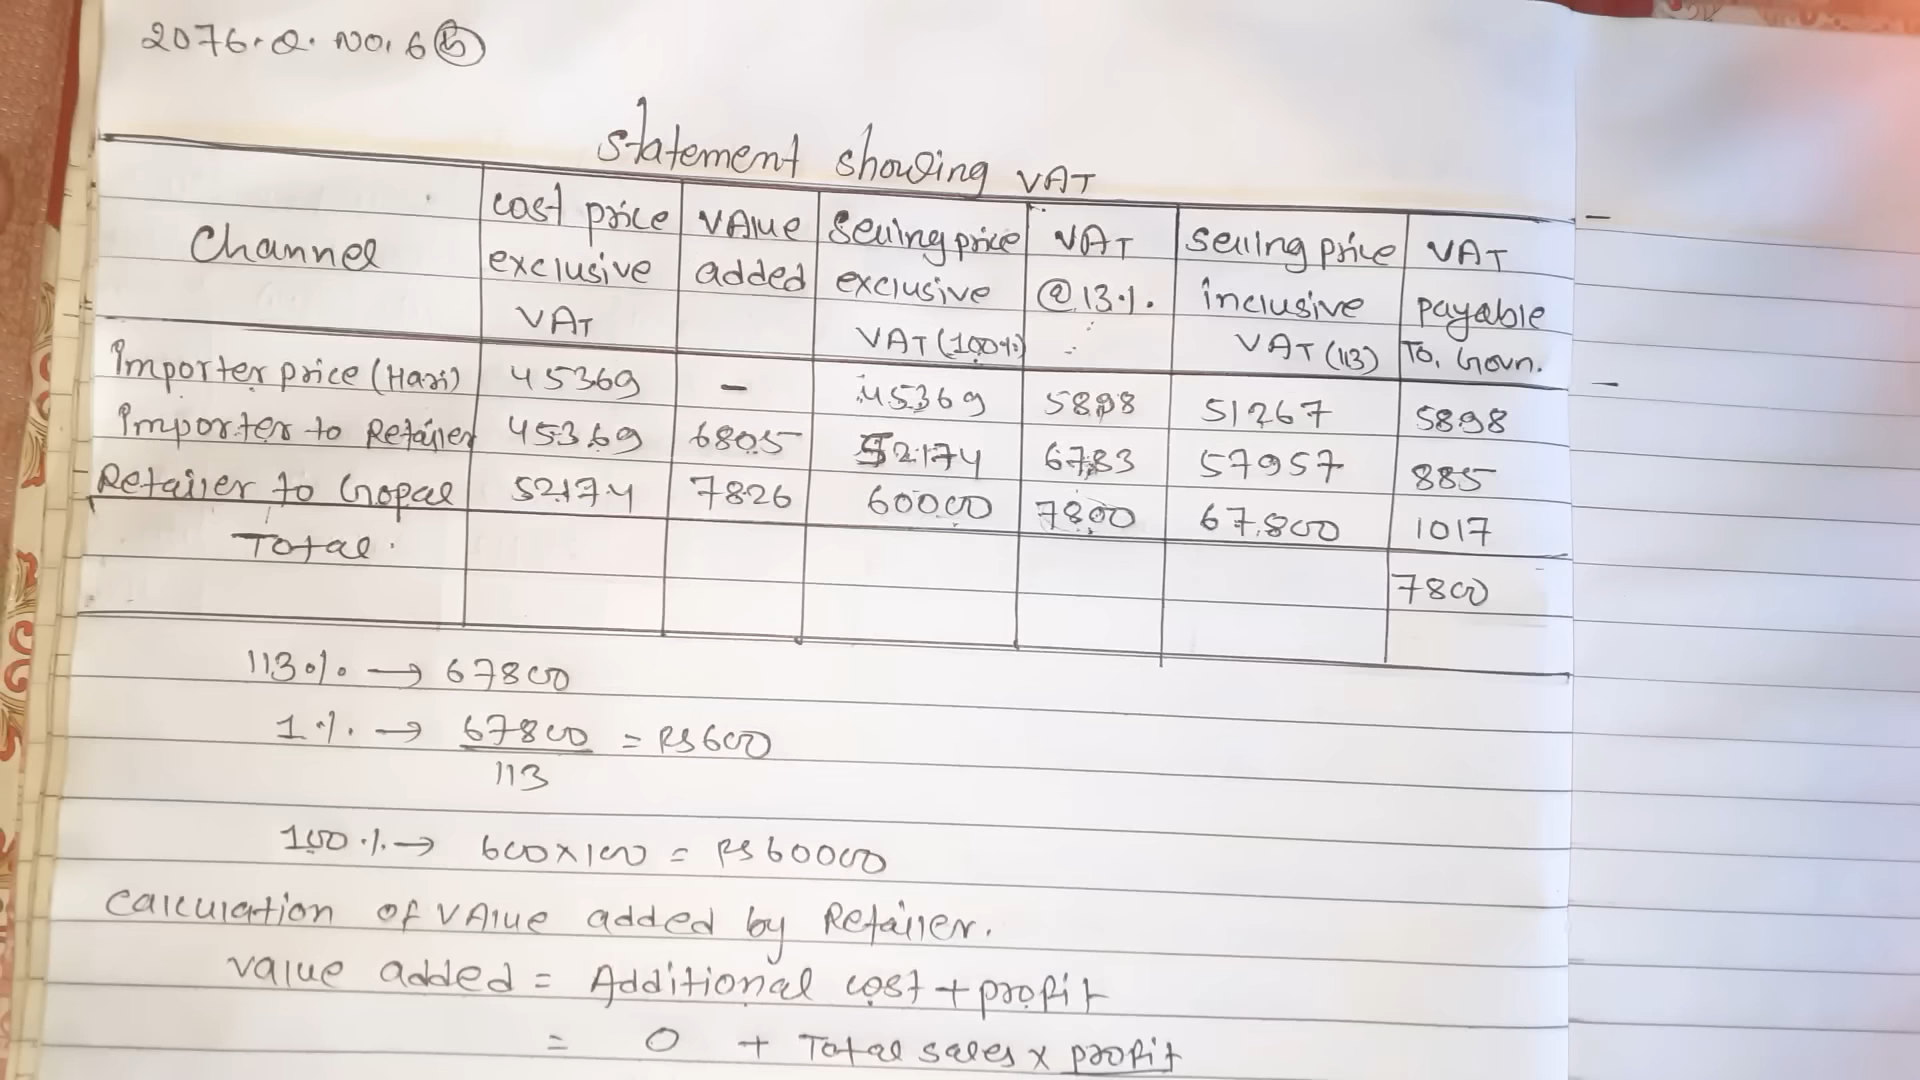 2076. Q. NO. 6 (b)
Statement showing VAT
Channel | cost price exclusive VAT | VAlue added | Selling price exclusive VAT (100%) | VAT @ 13%. | Selling price inclusive VAT (113) | VAT payable To. Govn.
Importer price (Hari) | 45369 | - | 45369 | 5898 | 51267 | 5898
Importer to Retailer | 45369 | 6805 | 52174 | 6783 | 57957 | 885
Retailer to Gopal | 52174 | 7826 | 60000 | 7800 | 67,800 | 1017
Total. | 7800
113% → 67800
1% → 67800 = RS 600
113
100% → 600 x 100 = RS 60000
Calculation of VAlue added by Retailer.
Value added = Additional cost + profit
= 0 + Total sales x profit